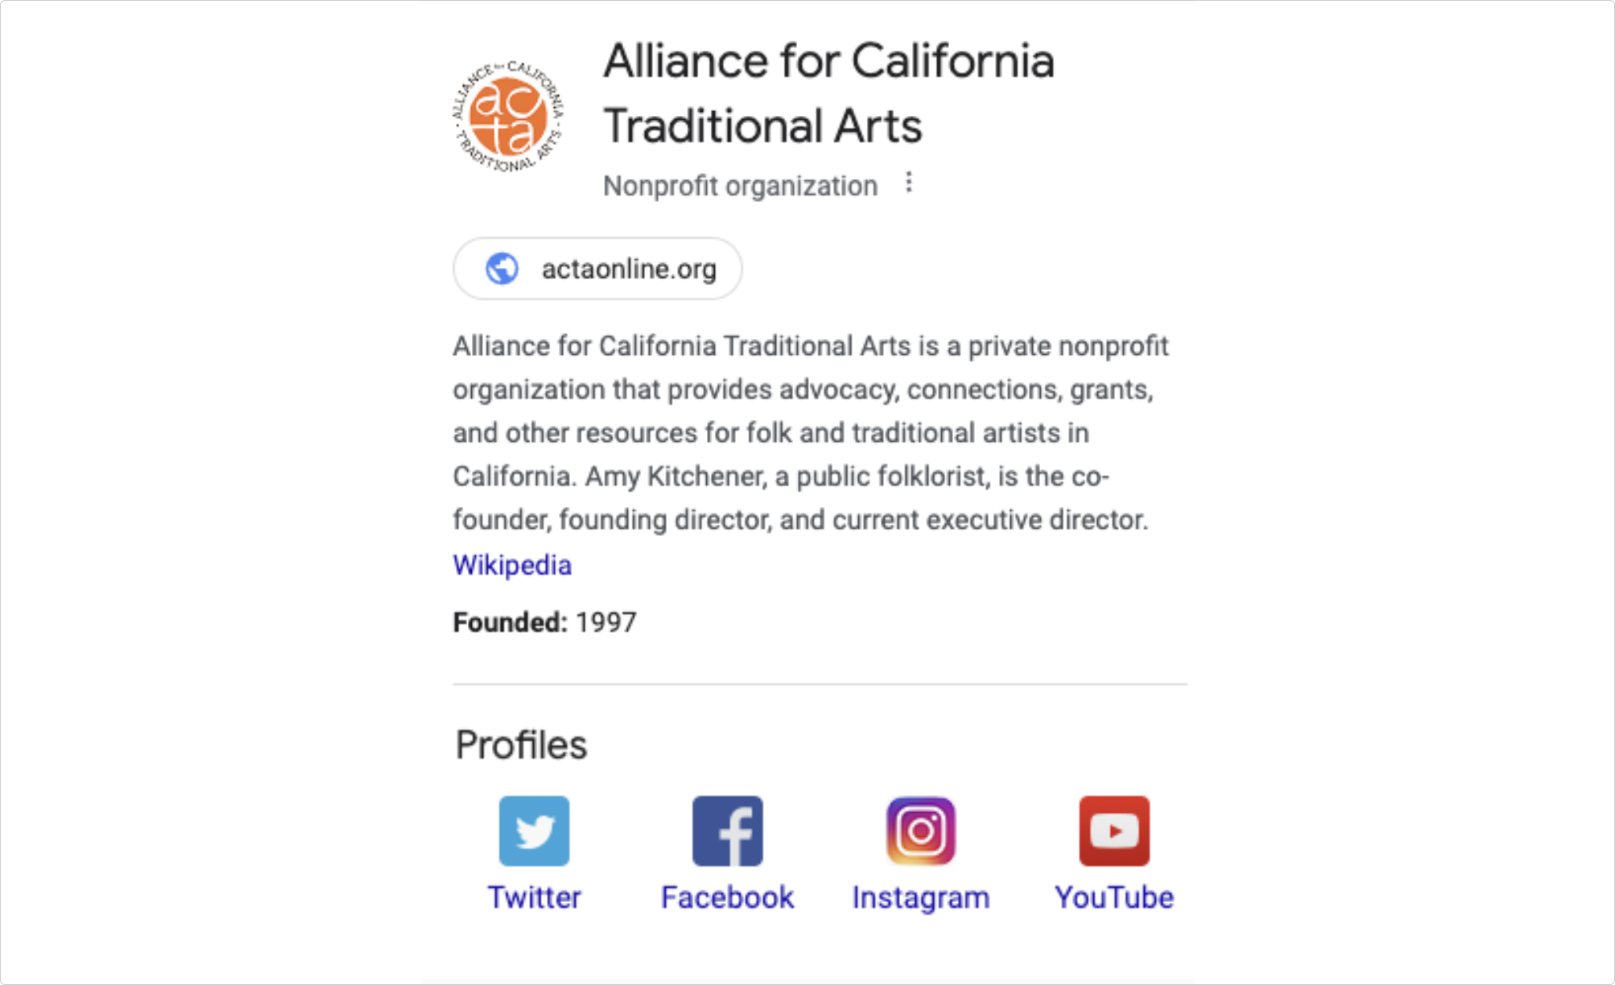 Alliance for California
Traditional Arts
Nonprofit organization
ALLIANCE for CALIFORNIA
acta
· TRADITIONAL ARTS ·
actaonline.org
Alliance for California Traditional Arts is a private nonprofit
organization that provides advocacy, connections, grants,
and other resources for folk and traditional artists in
California. Amy Kitchener, a public folklorist, is the co-
founder, founding director, and current executive director.
Wikipedia
Founded: 1997
Profiles
Twitter
Facebook
Instagram
YouTube